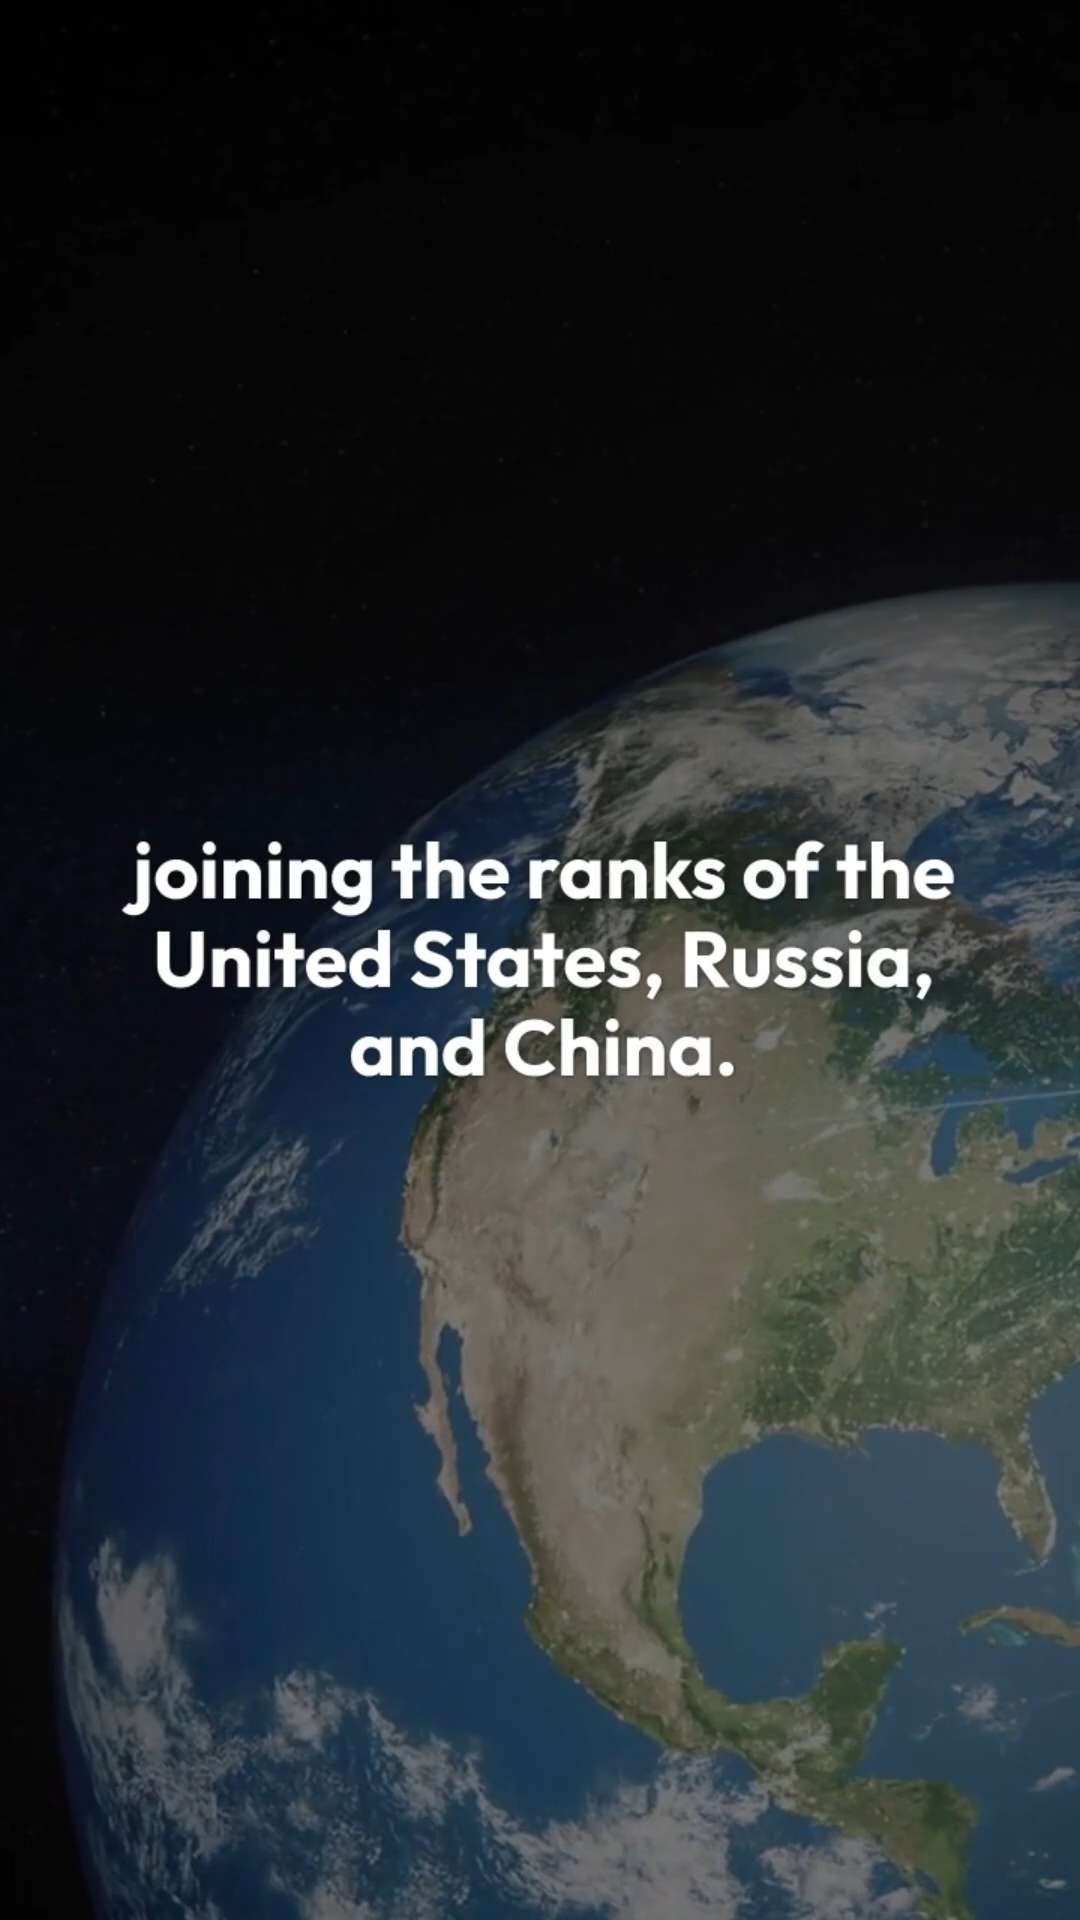 joining the ranks of the
United States, Russia,
and China.